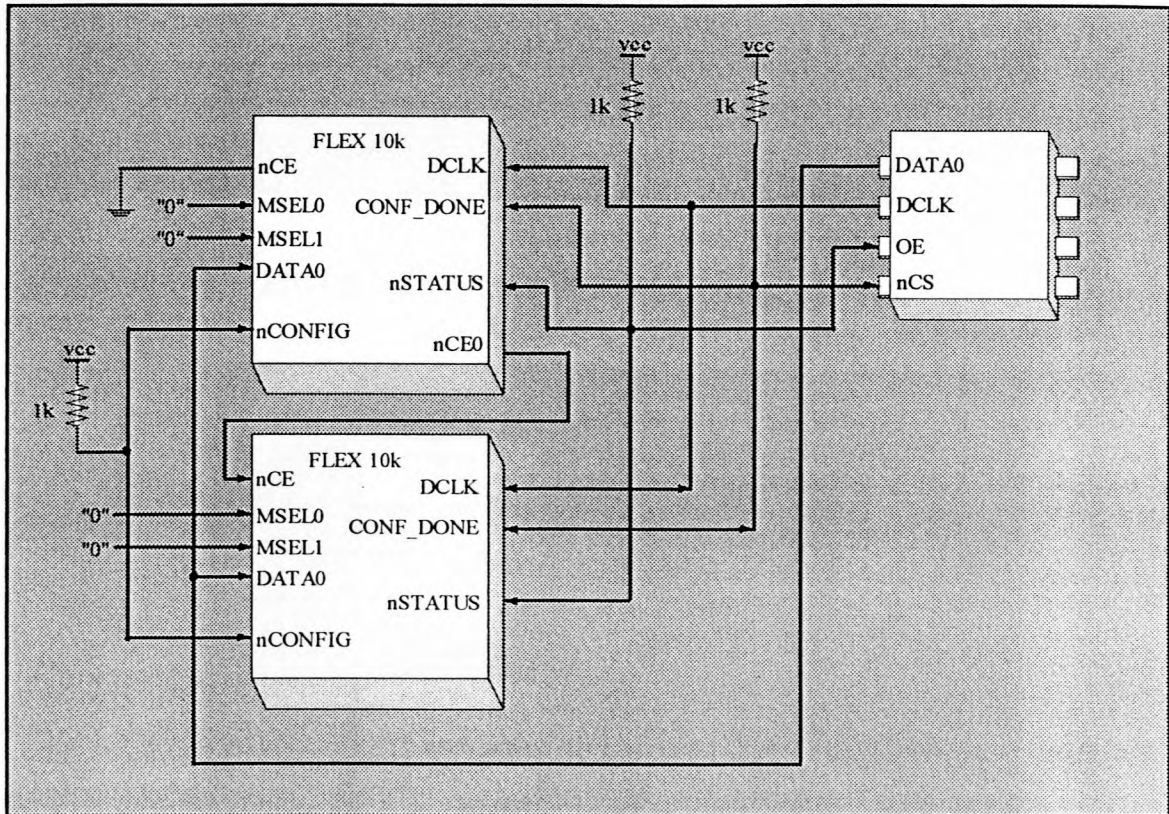 vcc
vcc
1k
1k
FLEX 10k
nCE
DCLK
"0"
MSEL0
CONF_DONE
"0"
MSEL1
DATA0
nSTATUS
nCONFIG
nCE0
DATA0
DCLK
OE
nCS
vcc
1k
FLEX 10k
nCE
DCLK
"0"
MSEL0
CONF_DONE
"0"
MSEL1
DATA0
nSTATUS
nCONFIG